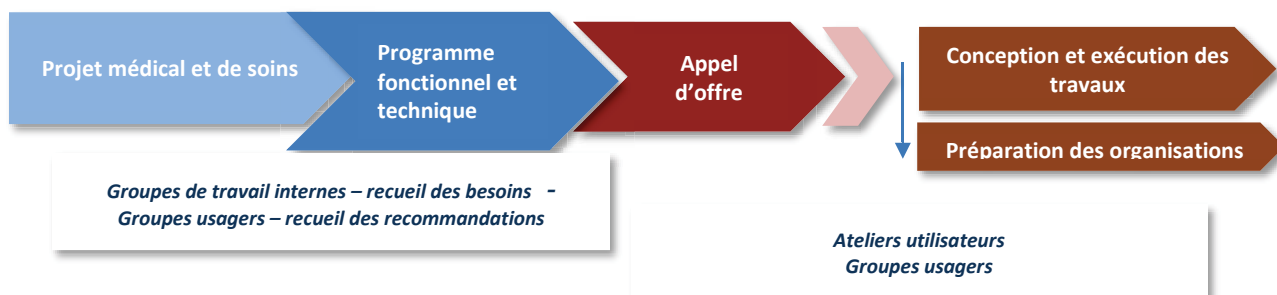 Projet médical et de soins
Programme
fonctionnel et
technique
Appel
d’offre
Conception et exécution des
travaux
Préparation des organisations
Groupes de travail internes – recueil des besoins -
Groupes usagers – recueil des recommandations
Ateliers utilisateurs
Groupes usagers